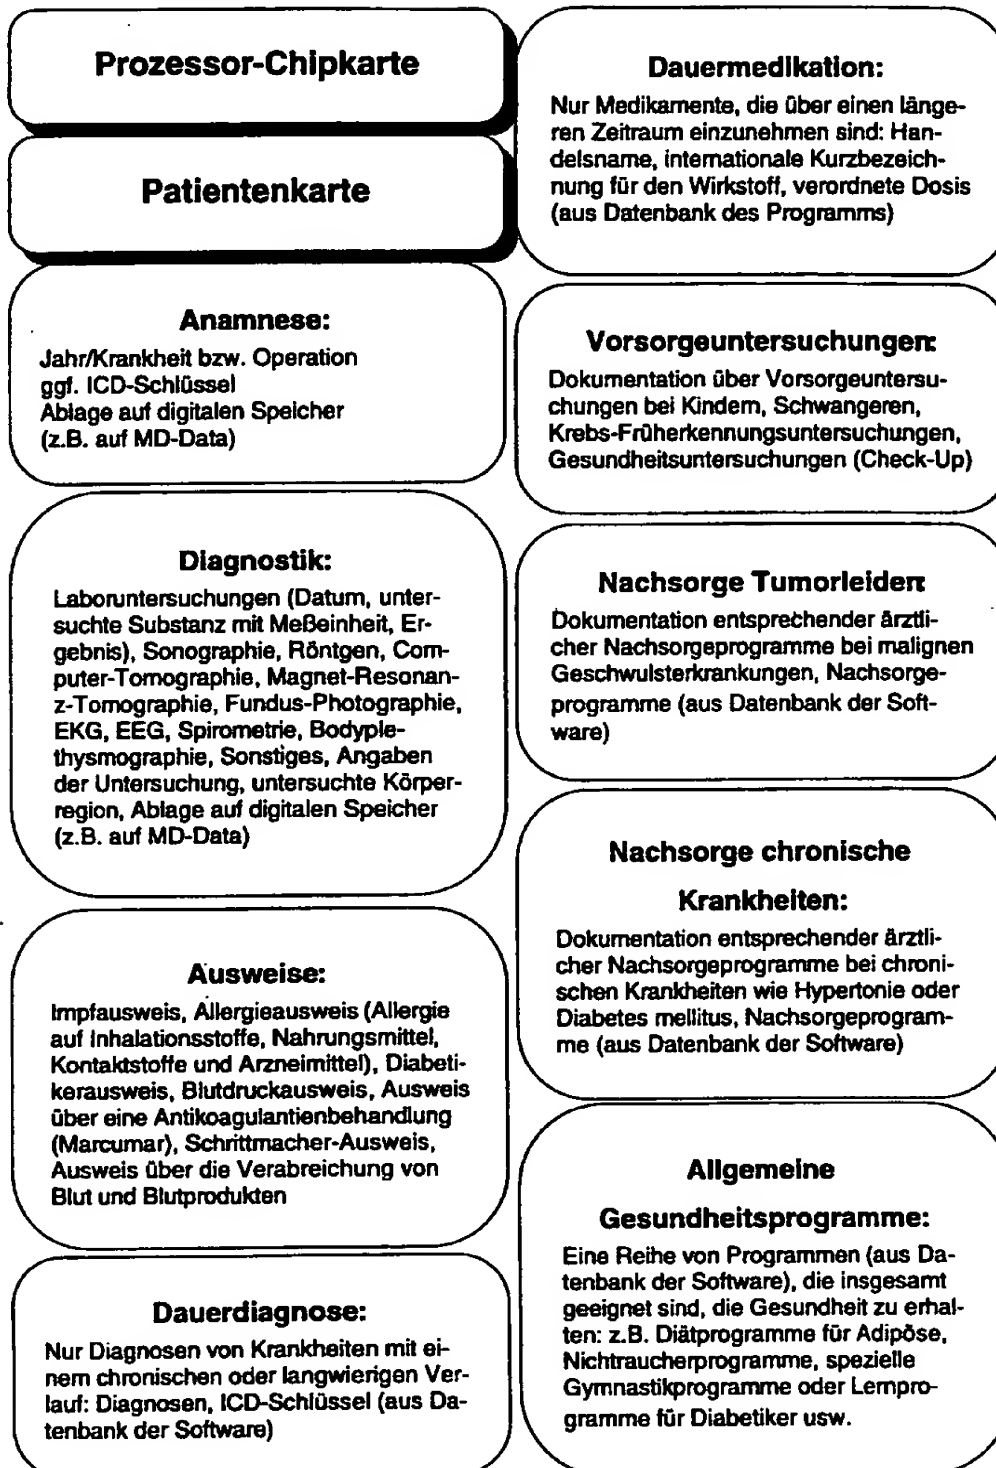 Prozessor-Chipkarte
Patientenkarte
Anamnese:
Jahr/Krankheit bzw. Operation
ggf. ICD-Schlüssel
Ablage auf digitalen Speicher
(z.B. auf MD-Data)
Diagnostik:
Laboruntersuchungen (Datum, unter-
suchte Substanz mit Meßeinheit, Er-
gebnis), Sonographie, Röntgen, Com-
puter-Tomographie, Magnet-Resonan-
z-Tomographie, Fundus-Photographie,
EKG, EEG, Spirometrie, Bodyple-
thysmographie, Sonstiges, Angaben
der Untersuchung, untersuchte Körper-
region, Ablage auf digitalen Speicher
(z.B. auf MD-Data)
Ausweise:
Impfausweis, Allergieausweis (Allergie
auf Inhalationsstoffe, Nahrungsmittel,
Kontaktstoffe und Arzneimittel), Diabeti-
kerausweis, Blutdruckausweis, Ausweis
über eine Antikoagulantienbehandlung
(Marcumar), Schrittmacher-Ausweis,
Ausweis über die Verabreichung von
Blut und Blutprodukten
Dauerdiagnose:
Nur Diagnosen von Krankheiten mit ei-
nem chronischen oder langwierigen Ver-
lauf: Diagnosen, ICD-Schlüssel (aus Da-
tenbank der Software)
Dauermedikation:
Nur Medikamente, die über einen länge-
ren Zeitraum einzunehmen sind: Han-
delsname, internationale Kurzbezeich-
nung für den Wirkstoff, verordnete Dosis
(aus Datenbank des Programms)
Vorsorgeuntersuchungen:
Dokumentation über Vorsorgeuntersu-
chungen bei Kindern, Schwangeren,
Krebs-Früherkennungsuntersuchungen,
Gesundheitsuntersuchungen (Check-Up)
Nachsorge Tumorleiden:
Dokumentation entsprechender ärztli-
cher Nachsorgeprogramme bei malignen
Geschwulsterkrankungen, Nachsorge-
programme (aus Datenbank der Soft-
ware)
Nachsorge chronische
Krankheiten:
Dokumentation entsprechender ärztli-
cher Nachsorgeprogramme bei chroni-
schen Krankheiten wie Hypertonie oder
Diabetes mellitus, Nachsorgeprogram-
me (aus Datenbank der Software)
Allgemeine
Gesundheitsprogramme:
Eine Reihe von Programmen (aus Da-
tenbank der Software), die insgesamt
geeignet sind, die Gesundheit zu erhal-
ten: z.B. Diätprogramme für Adipöse,
Nichtraucherprogramme, spezielle
Gymnastikprogramme oder Lernpro-
gramme für Diabetiker usw.